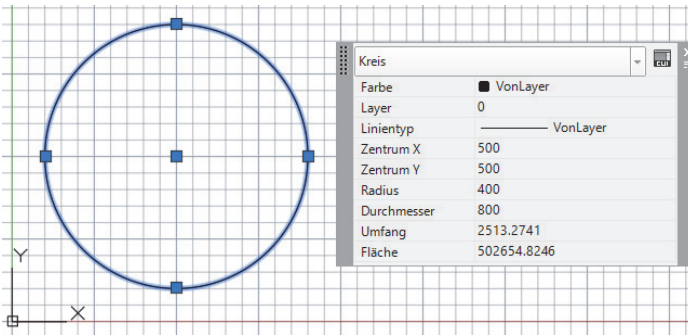 Kreis
CUI
Farbe VonLayer
Layer 0
Linientyp VonLayer
Zentrum X 500
Zentrum Y 500
Radius 400
Durchmesser 800
Umfang 2513.2741
Fläche 502654.8246
Y
X